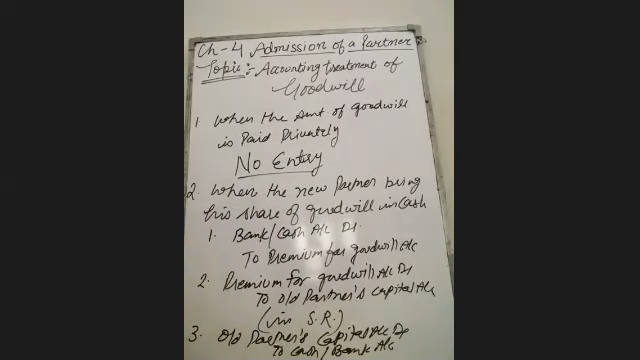 Ch-4 Admission of a Partner
Topic:- Accounting treatment of
Goodwill
1 When the Amt of goodwill
is Paid Privately
No Entry
2. When the new Partner bring
his share of goodwill in Cash
1. Bank/Cash A/c Dr.
To Premium for goodwill A/c
2. Premium for goodwill A/c Dr
To Old Partner's Capital A/c
(in S.R.)
3. Old Partner's Capital A/c Dr
To Cash/Bank A/c